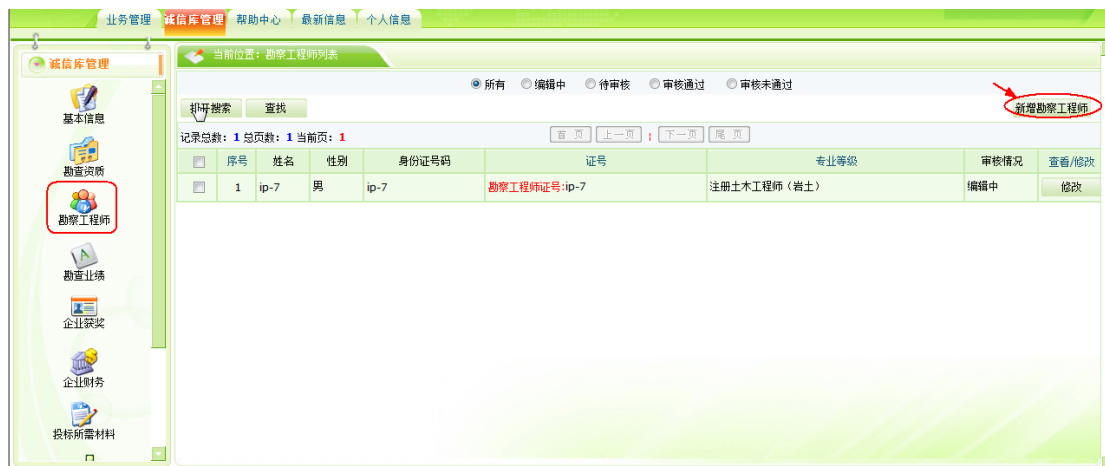 业务管理 诚信库管理 帮助中心 最新信息 个人信息
诚信库管理
当前位置：勘察工程师列表
所有 编辑中 待审核 审核通过 审核未通过
打开搜索 查找 新增勘察工程师
记录总数：1 总页数：1 当前页：1 首 页 上一页 下一页 尾 页
序号 姓名 性别 身份证号码 证号 专业等级 审核情况 查看/修改
1 ip-7 男 ip-7 勘察工程师证号:ip-7 注册土木工程师（岩土） 编辑中 修改
基本信息
勘查资质
勘察工程师
勘查业绩
企业获奖
企业财务
投标所需材料